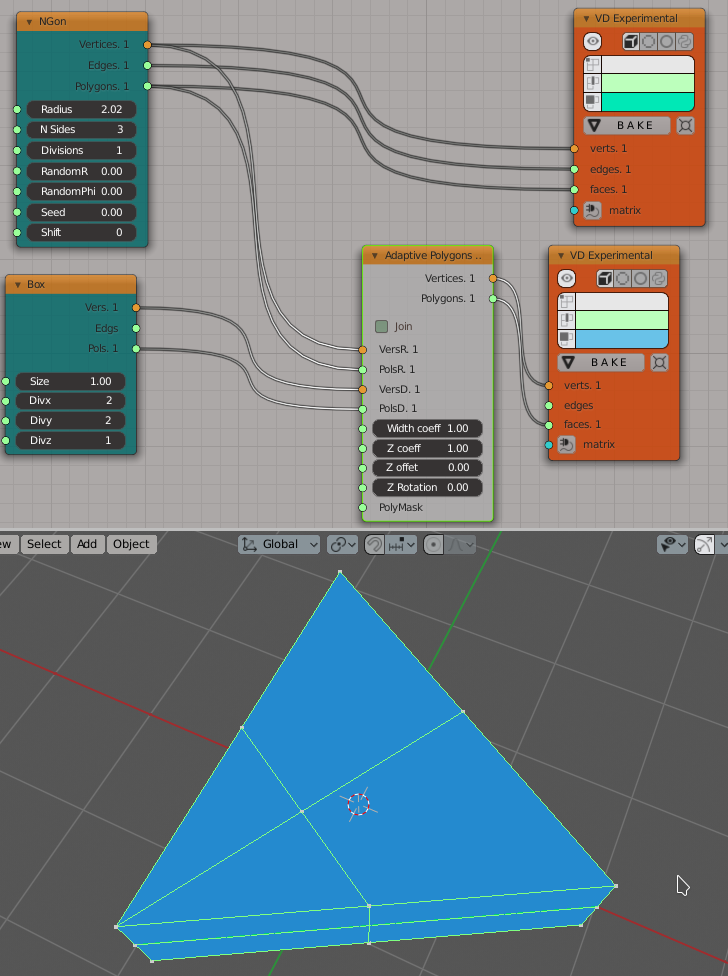 NGon
Vertices. 1
Edges. 1
Polygons. 1
Radius 2.02
N Sides 3
Divisions 1
RandomR 0.00
RandomPhi 0.00
Seed 0.00
Shift 0
VD Experimental
BAKE
verts. 1
edges. 1
faces. 1
matrix
Box
Vers. 1
Edgs
Pols. 1
Size 1.00
Divx 2
Divy 2
Divz 1
Adaptive Polygons ..
Vertices. 1
Polygons. 1
Join
VersR. 1
PolsR. 1
VersD. 1
PolsD. 1
Width coeff 1.00
Z coeff 1.00
Z offet 0.00
Z Rotation 0.00
PolyMask
VD Experimental
BAKE
verts. 1
edges
faces. 1
matrix
ew Select Add Object Global